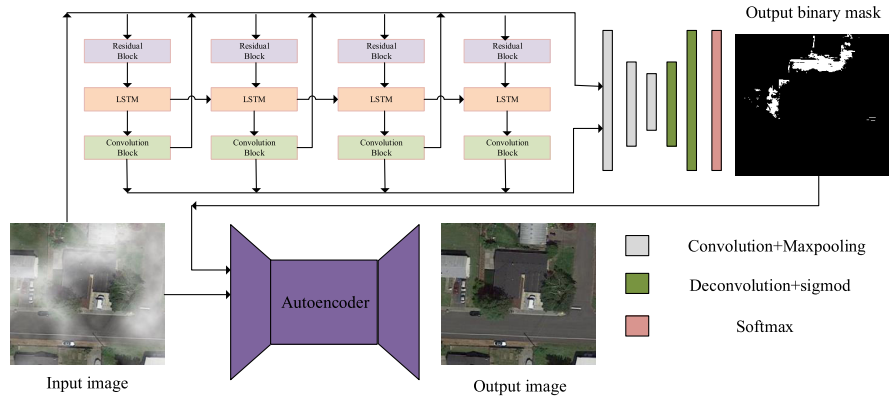 Output binary mask
Residual
Block
Residual
Block
Residual
Block
Residual
Block
LSTM
LSTM
LSTM
LSTM
Convolution
Block
Convolution
Block
Convolution
Block
Convolution
Block
Autoencoder
Convolution+Maxpooling
Deconvolution+sigmod
Softmax
Input image
Output image